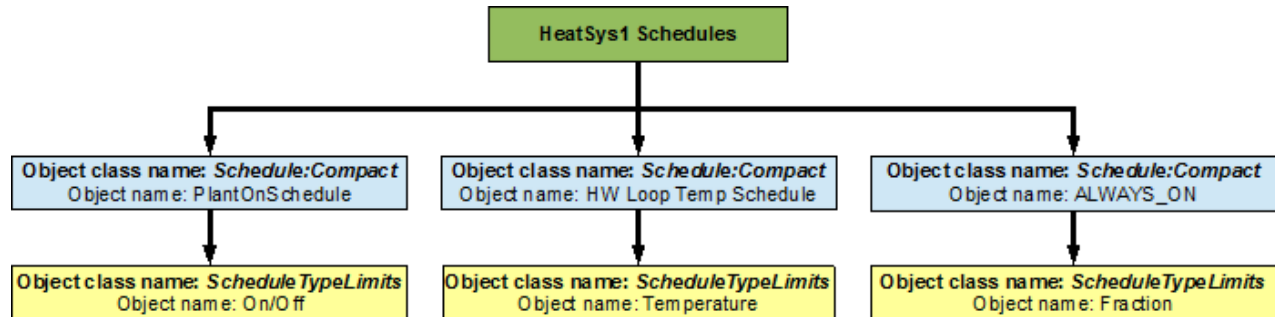 HeatSys1 Schedules
Object class name: Schedule:Compact
Object name: PlantOnSchedule
Object class name: Schedule:Compact
Object name: HW Loop Temp Schedule
Object class name: Schedule:Compact
Object name: ALWAYS_ON
Object class name: ScheduleTypeLimits
Object name: On/Off
Object class name: ScheduleTypeLimits
Object name: Temperature
Object class name: ScheduleTypeLimits
Object name: Fraction